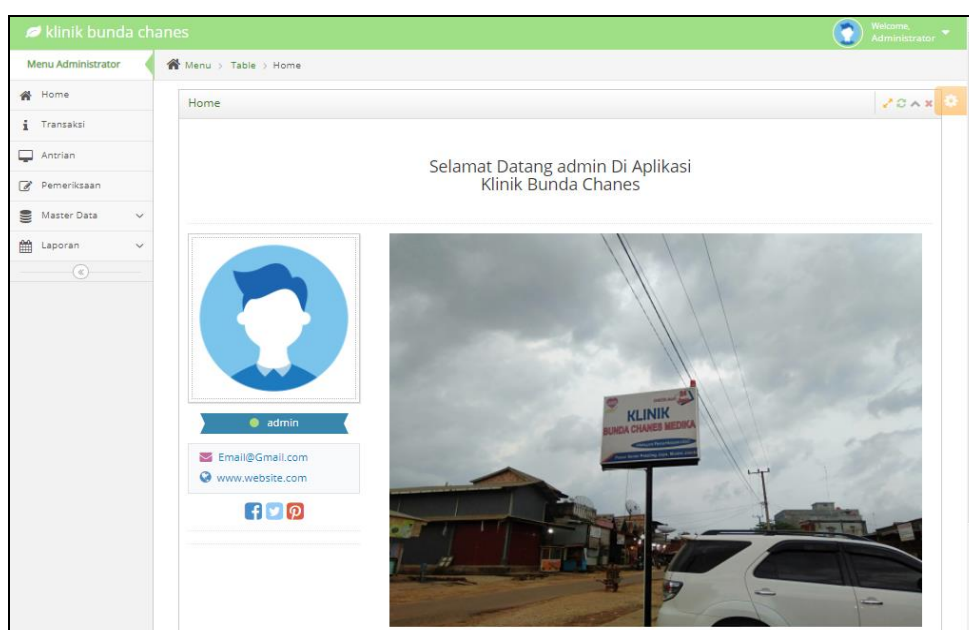 klinik bunda chanes
Welcome,
Administrator
Menu Administrator
Menu > Table > Home
Home
Transaksi
Antrian
Pemeriksaan
Master Data
Laporan
Home
Selamat Datang admin Di Aplikasi
Klinik Bunda Chanes
admin
Email@Gmail.com
www.website.com
KLINIK
BUNDA CHANES MEDIKA